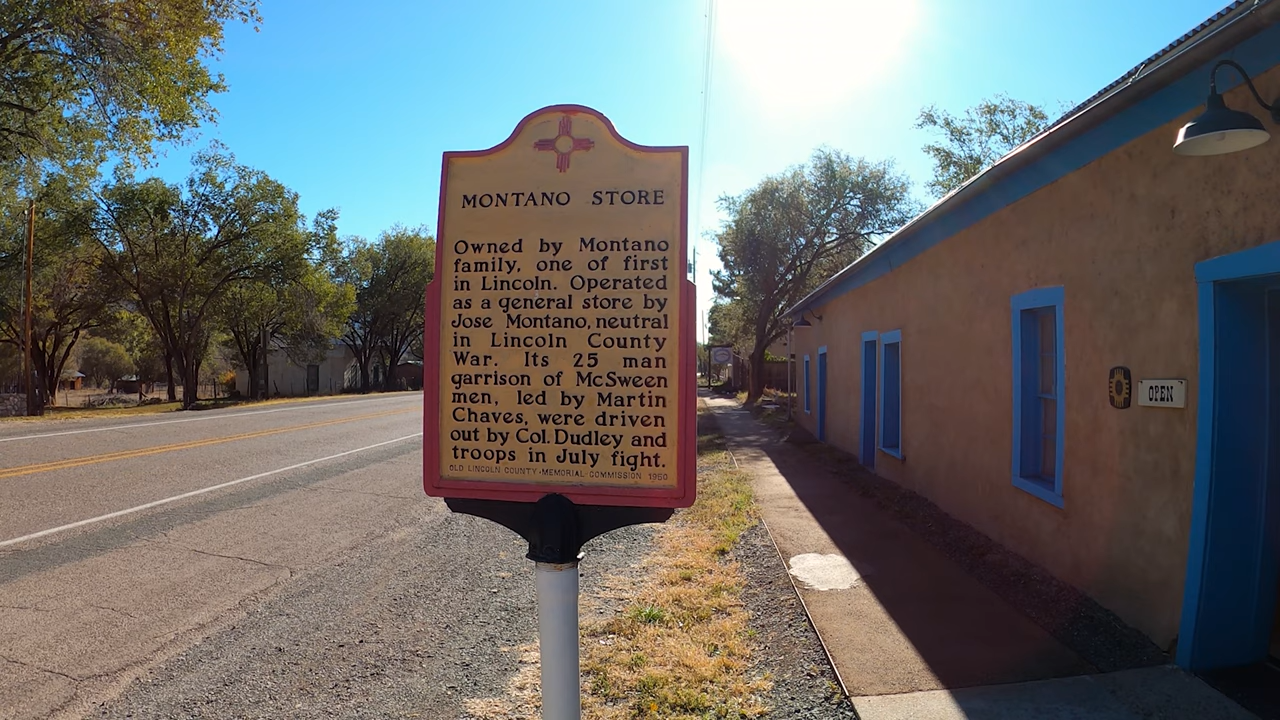 MONTANO STORE
Owned by Montano
family, one of first
in Lincoln. Operated
as a general store by
Jose Montano, neutral
in Lincoln County
War. Its 25 man
garrison of McSween
men, led by Martin
Chaves, were driven
out by Col. Dudley and
troops in July fight.
OLD LINCOLN COUNTY MEMORIAL COMMISSION 1950
OPEN